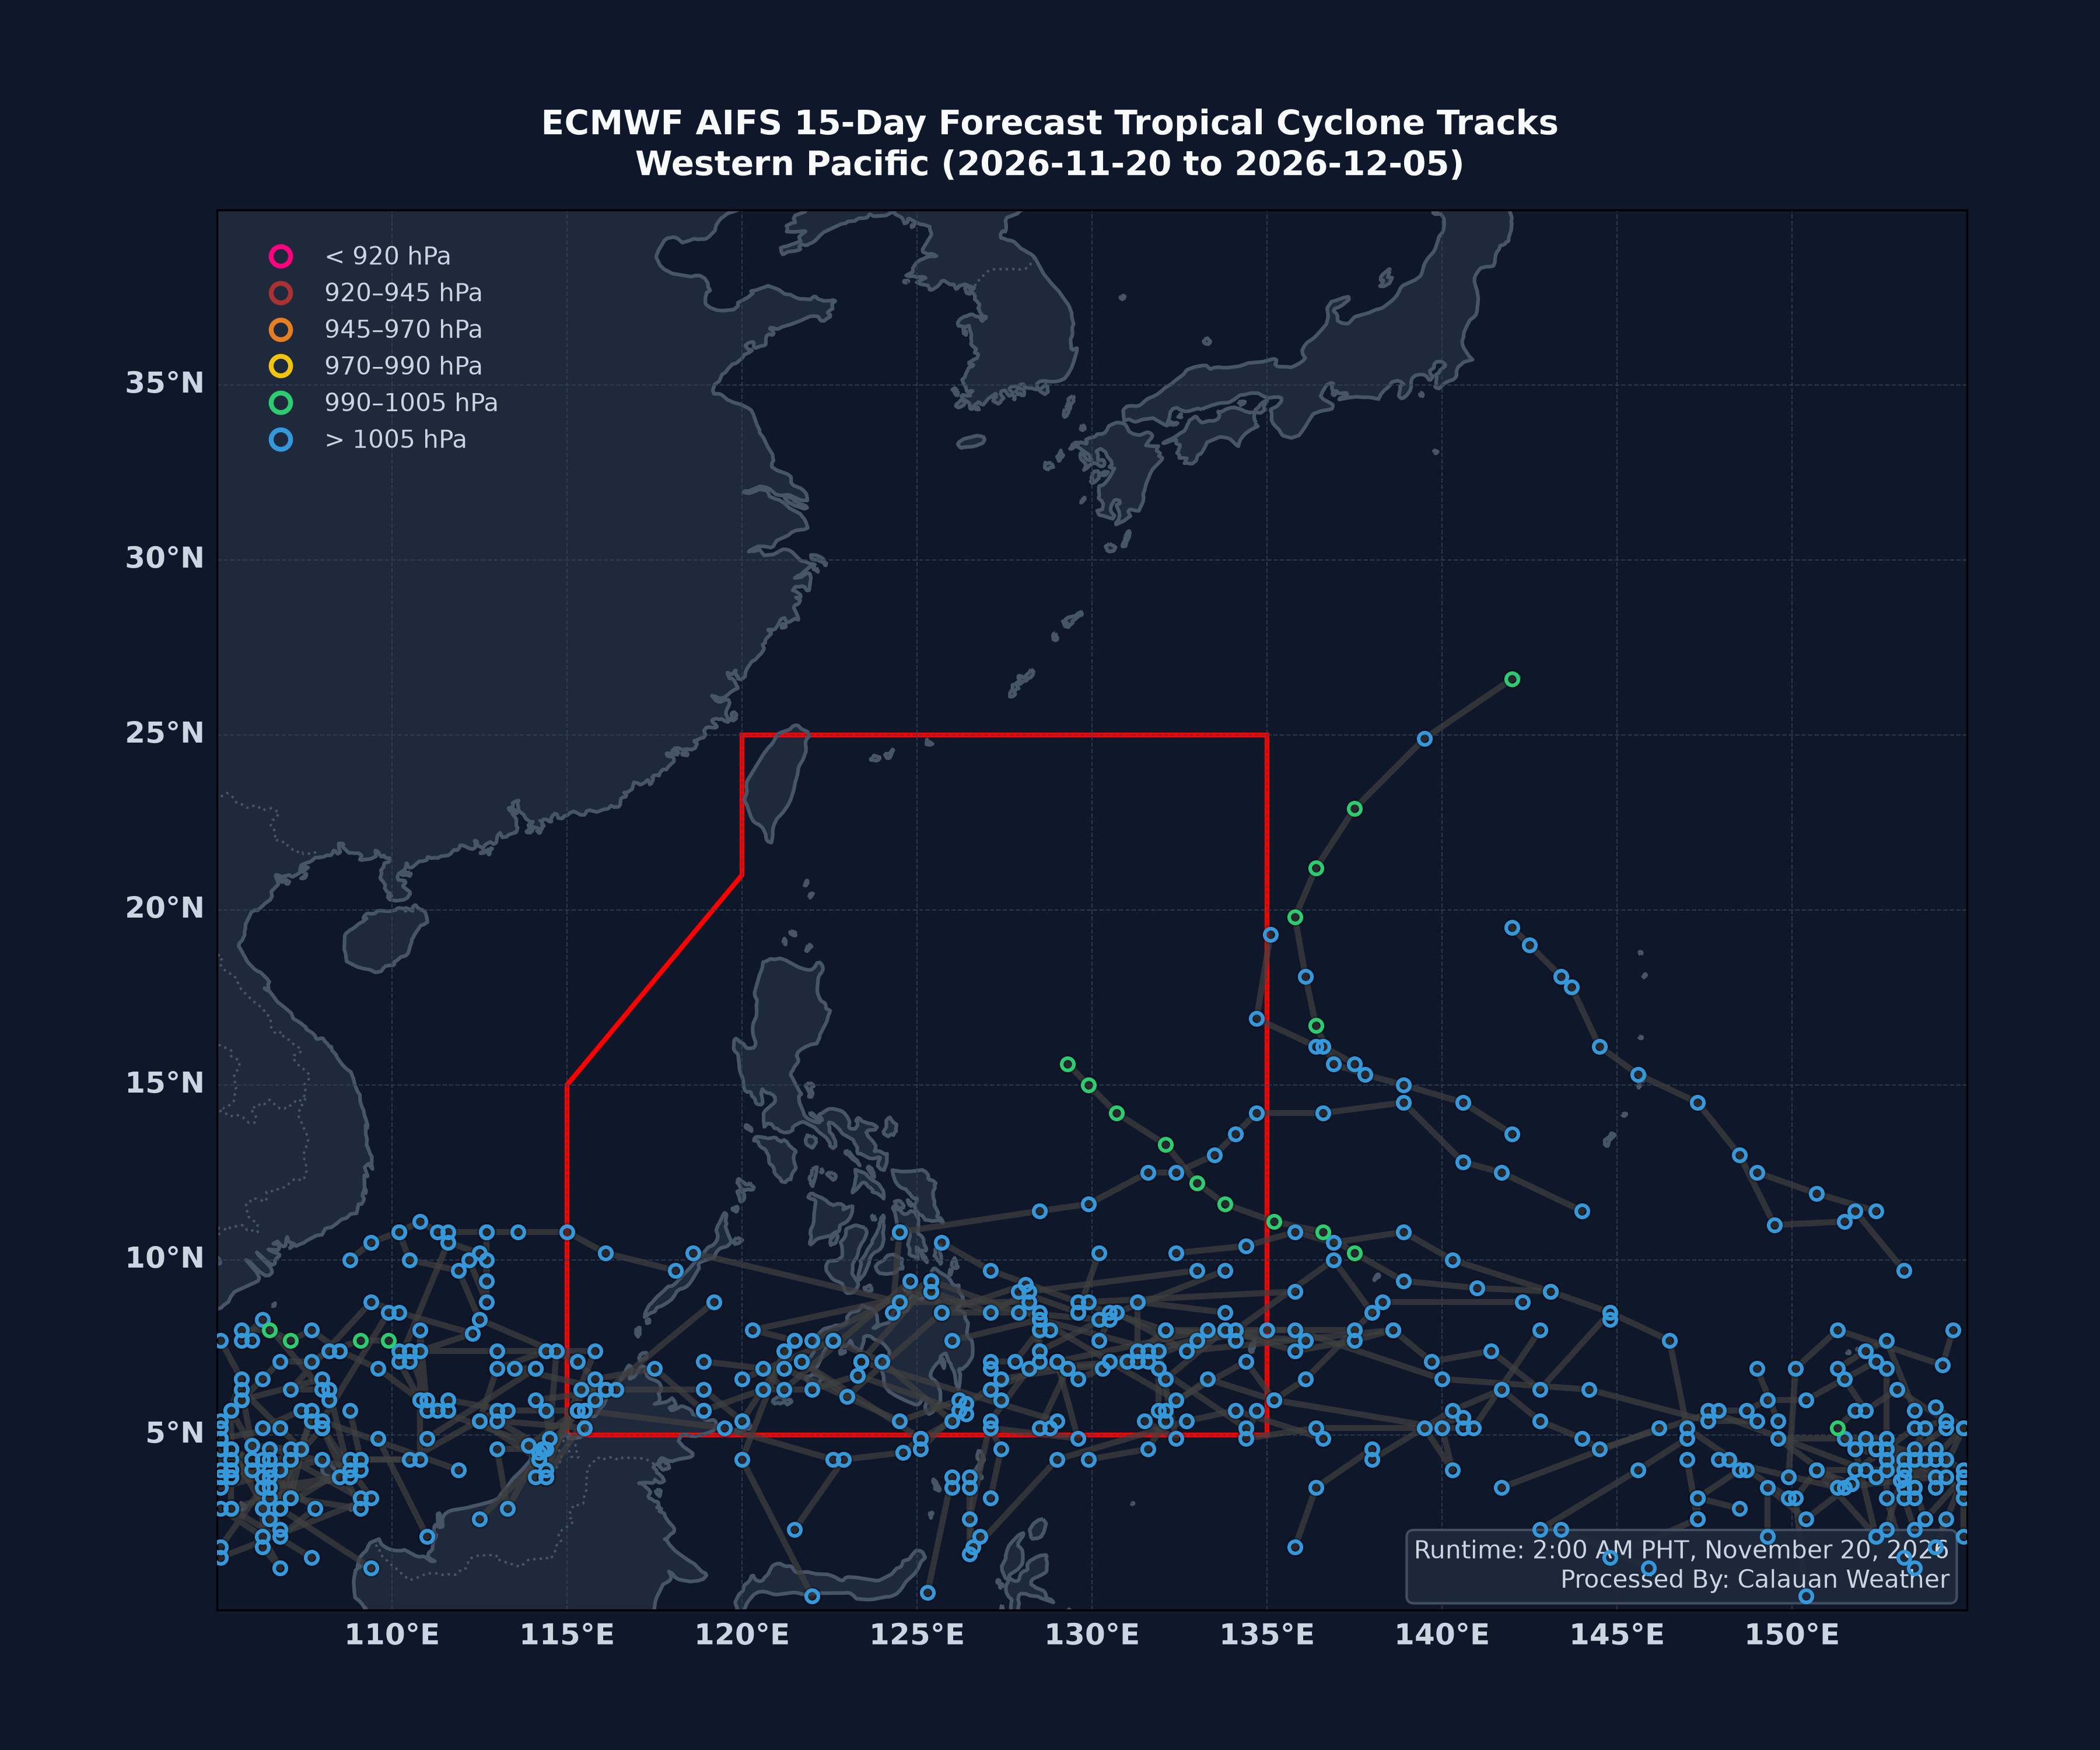 ECMWF AIFS 15-Day Forecast Tropical Cyclone Tracks
Western Pacific (2026-11-20 to 2026-12-05)
< 920 hPa
920–945 hPa
945–970 hPa
970–990 hPa
990–1005 hPa
> 1005 hPa
35°N
30°N
25°N
20°N
15°N
10°N
5°N
Runtime: 2:00 AM PHT, November 20, 2026
Processed By: Calauan Weather
110°E 115°E 120°E 125°E 130°E 135°E 140°E 145°E 150°E